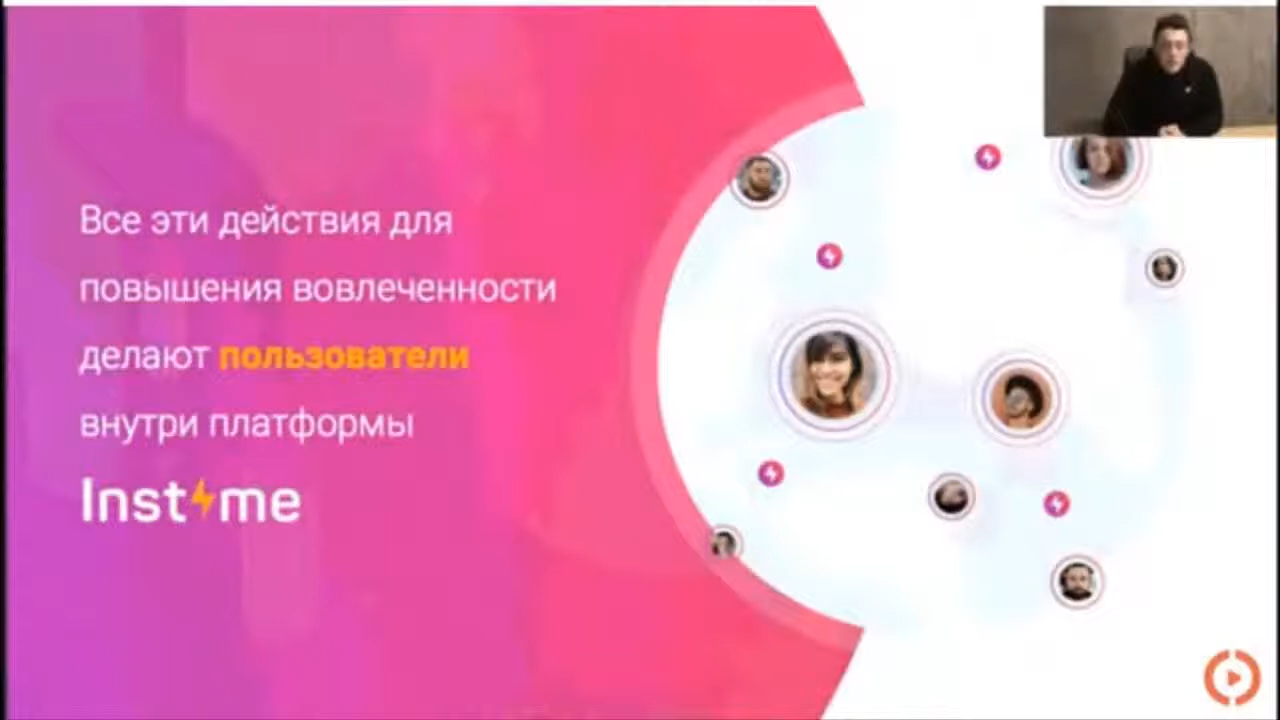 Все эти действия для
повышения вовлеченности
делают пользователи
внутри платформы
Inst⚡me